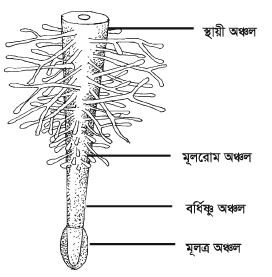 স্থায়ী অঞ্চল
মূলরোম অঞ্চল
বর্ধিষ্ণু অঞ্চল
মূলত্র অঞ্চল